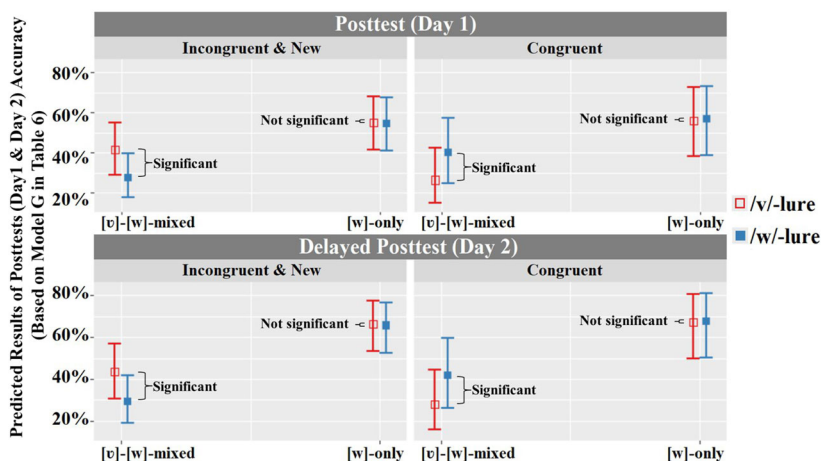 Predicted Results of Posttests (Day1 & Day 2) Accuracy
(Based on Model G in Table 6)
Posttest (Day 1)
Incongruent & New
Congruent
80%
60%
40%
20%
Not significant
Significant
Not significant
Significant
[ʋ]-[w]-mixed
[w]-only
[ʋ]-[w]-mixed
[w]-only
Delayed Posttest (Day 2)
Incongruent & New
Congruent
80%
60%
40%
20%
Not significant
Significant
Not significant
Significant
[ʋ]-[w]-mixed
[w]-only
[ʋ]-[w]-mixed
[w]-only
/v/-lure
/w/-lure